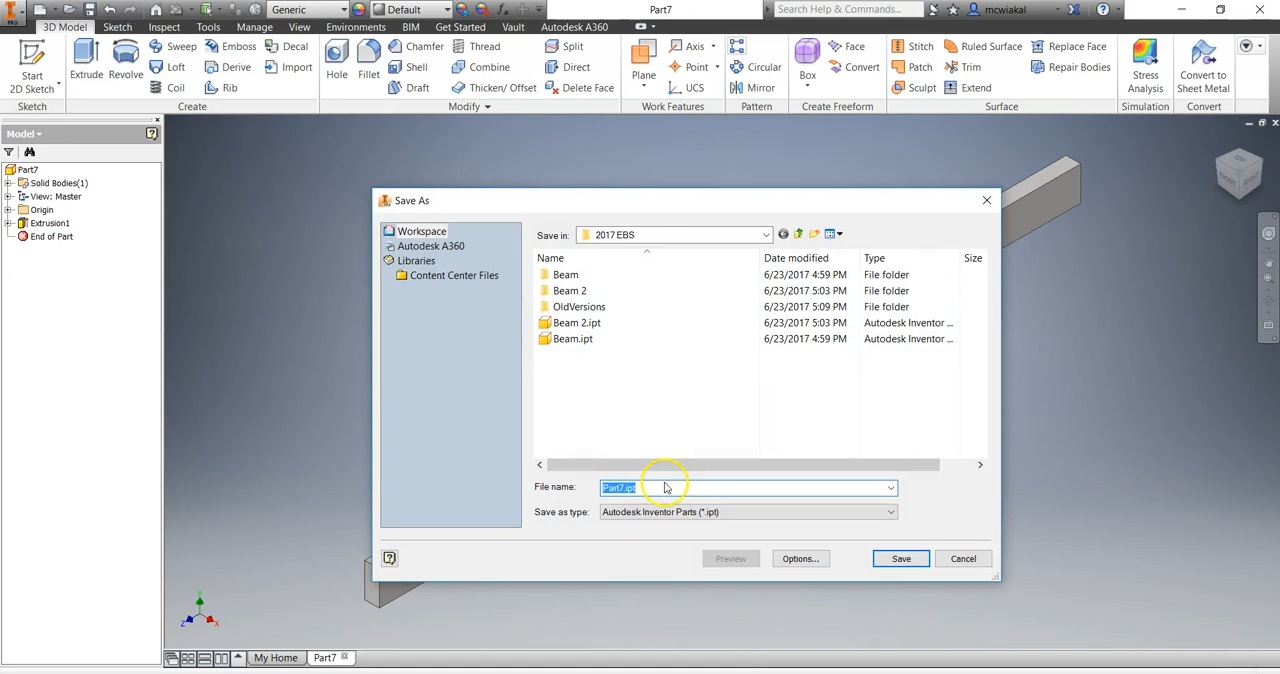 Generic
Default
Part7
Search Help & Commands...
mcwiakal
PRO
3D Model Sketch Inspect Tools Manage View Environments BIM Get Started Vault Autodesk A360
Start
2D Sketch
Extrude
Revolve
Sweep
Loft
Coil
Emboss
Derive
Rib
Decal
Import
Hole
Fillet
Chamfer
Shell
Draft
Thread
Combine
Thicken/ Offset
Split
Direct
Delete Face
Plane
Axis
Point
UCS
Circular
Mirror
Box
Face
Convert
Stitch
Patch
Sculpt
Ruled Surface
Trim
Extend
Replace Face
Repair Bodies
Stress
Analysis
Convert to
Sheet Metal
Sketch Create Modify Work Features Pattern Create Freeform Surface Simulation Convert
Model
Part7
Solid Bodies(1)
View: Master
Origin
Extrusion1
End of Part
TOP
FRONT
RIGHT
Save As
Workspace
Autodesk A360
Libraries
Content Center Files
Save in: 2017 EBS
Name Date modified Type Size
Beam 6/23/2017 4:59 PM File folder
Beam 2 6/23/2017 5:03 PM File folder
OldVersions 6/23/2017 5:09 PM File folder
Beam 2.ipt 6/23/2017 5:03 PM Autodesk Inventor ...
Beam.ipt 6/23/2017 4:59 PM Autodesk Inventor ...
File name: Part7.ipt
Save as type: Autodesk Inventor Parts (*.ipt)
Preview Options... Save Cancel
Y
Z X
My Home Part7